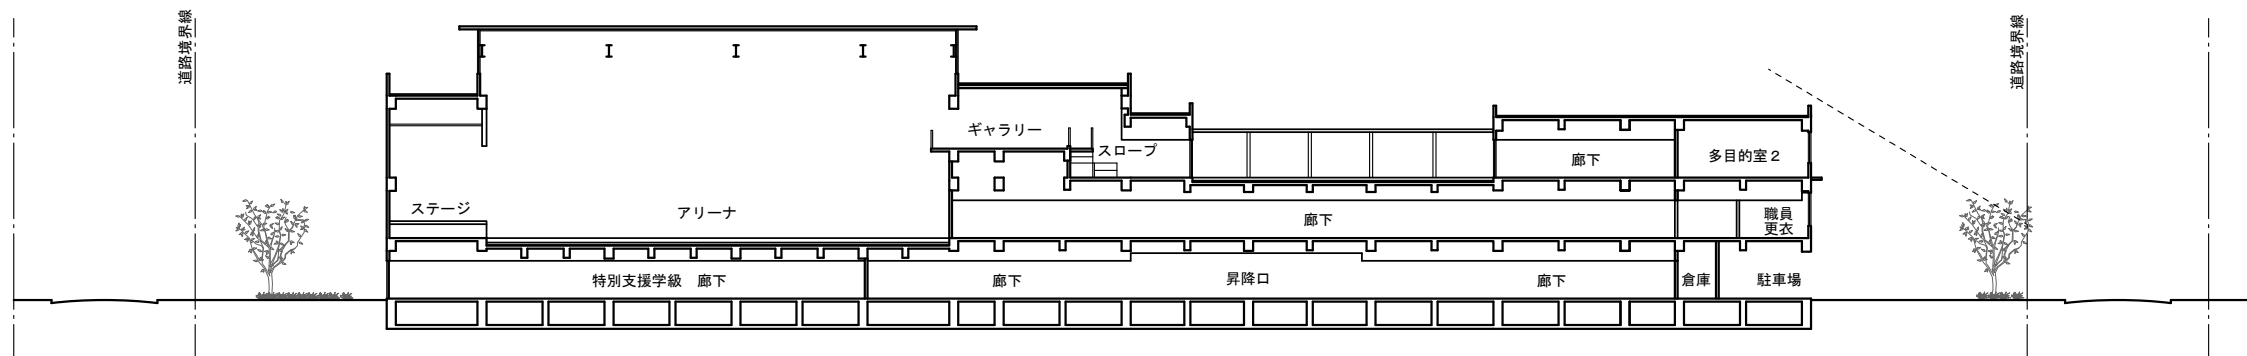 道路境界線
道路境界線
ギャラリー
スロープ
廊下
多目的室2
ステージ
アリーナ
廊下
職員
更衣
特別支援学級 廊下
廊下
昇降口
廊下
倉庫
駐車場